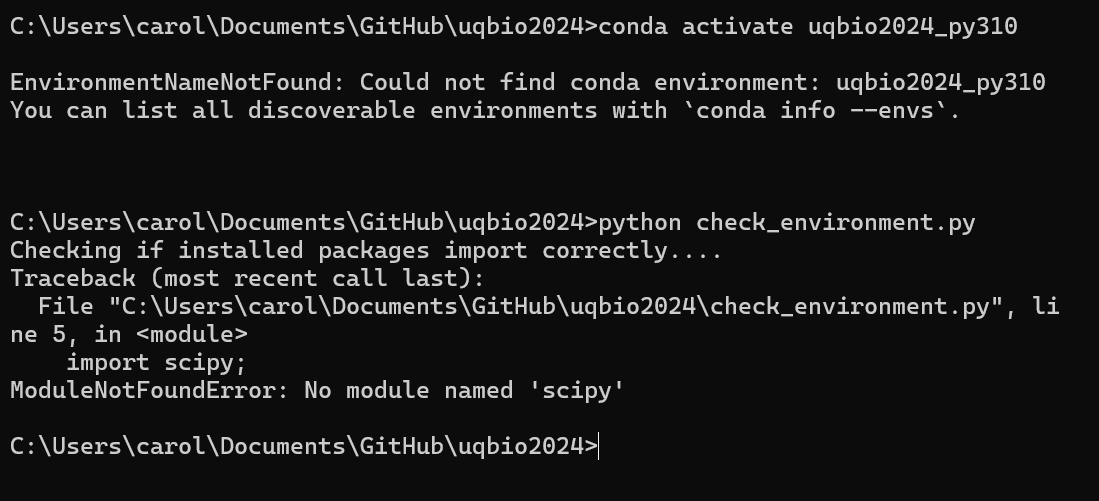 C:\Users\carol\Documents\GitHub\uqbio2024>conda activate uqbio2024_py310
EnvironmentNameNotFound: Could not find conda environment: uqbio2024_py310
You can list all discoverable environments with `conda info --envs`.
C:\Users\carol\Documents\GitHub\uqbio2024>python check_environment.py
Checking if installed packages import correctly....
Traceback (most recent call last):
  File "C:\Users\carol\Documents\GitHub\uqbio2024\check_environment.py", li
ne 5, in <module>
    import scipy;
ModuleNotFoundError: No module named 'scipy'
C:\Users\carol\Documents\GitHub\uqbio2024>